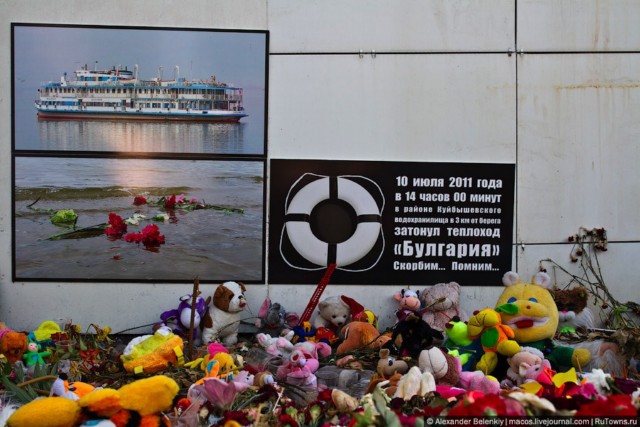 10 июля 2011 года
в 14 часов 00 минут
в районе Куйбышевского
водохранилища в 3 км от берега
затонул теплоход
«Булгария»
Скорбим... Помним...
© Alexander Belenkiy / macos.livejournal.com / RuTowns.ru